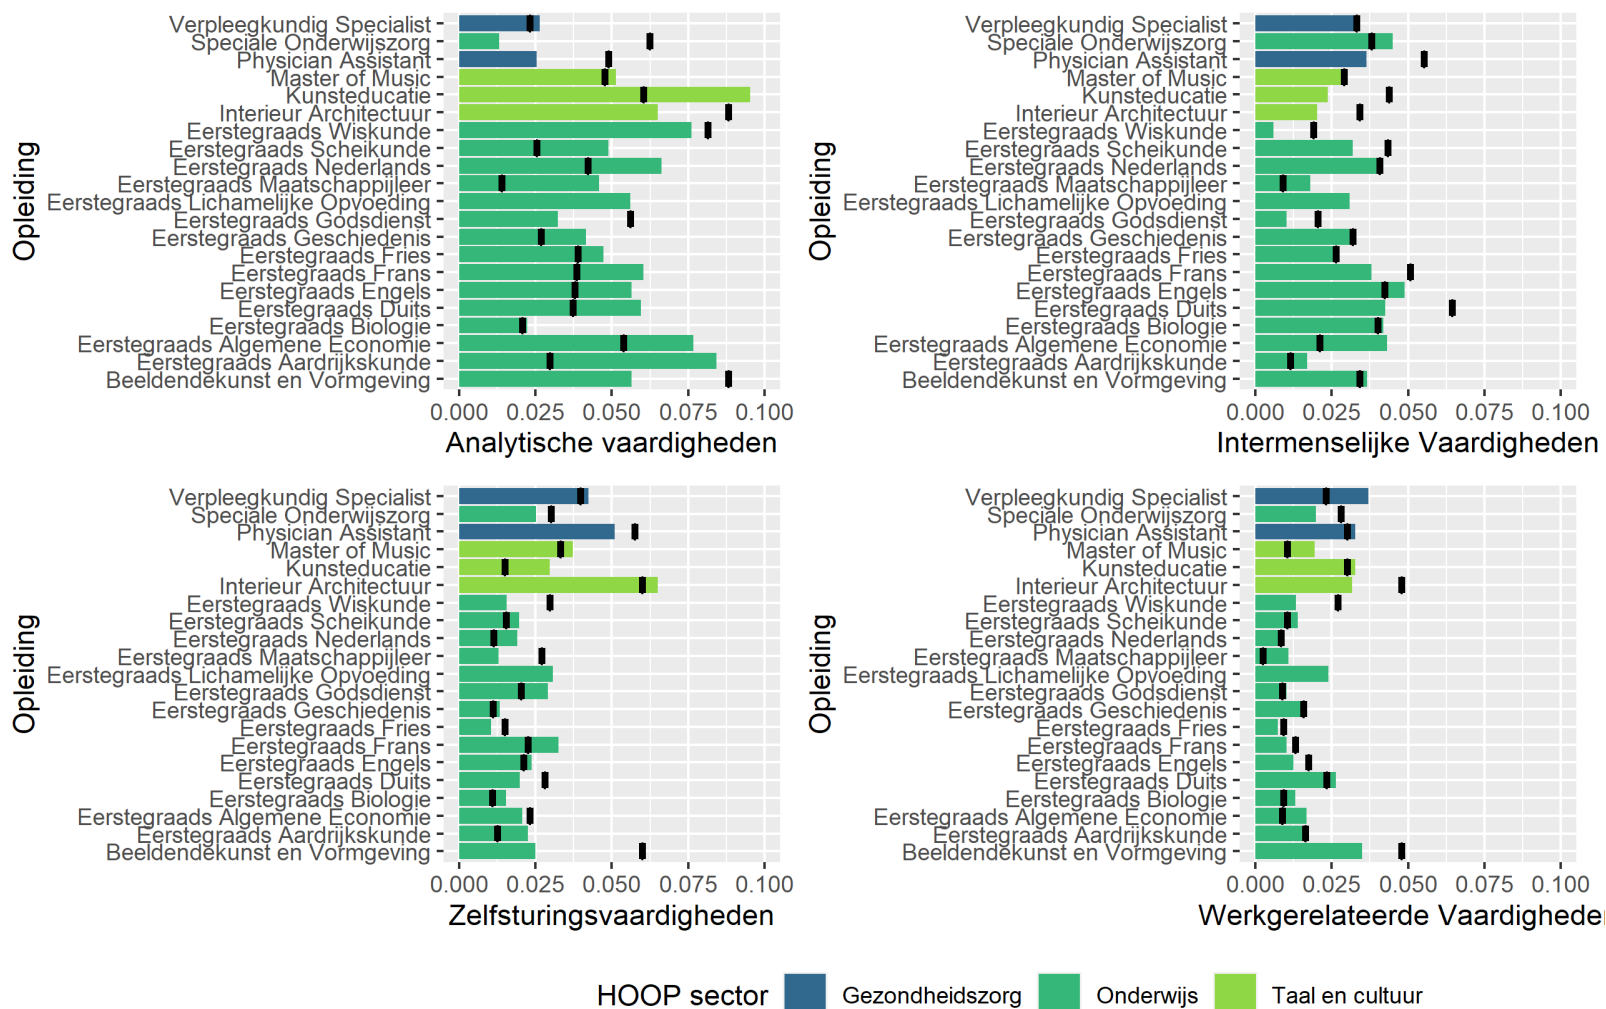 Opleiding
Verpleegkundig Specialist
Speciale Onderwijszorg
Physician Assistant
Master of Music
Kunsteducatie
Interieur Architectuur
Eerstegraads Wiskunde
Eerstegraads Scheikunde
Eerstegraads Nederlands
Eerstegraads Maatschappijleer
Eerstegraads Lichamelijke Opvoeding
Eerstegraads Godsdienst
Eerstegraads Geschiedenis
Eerstegraads Fries
Eerstegraads Frans
Eerstegraads Engels
Eerstegraads Duits
Eerstegraads Biologie
Eerstegraads Algemene Economie
Eerstegraads Aardrijkskunde
Beeldendekunst en Vormgeving
0.000 0.025 0.050 0.075 0.100
Analytische vaardigheden
Opleiding
Verpleegkundig Specialist
Speciale Onderwijszorg
Physician Assistant
Master of Music
Kunsteducatie
Interieur Architectuur
Eerstegraads Wiskunde
Eerstegraads Scheikunde
Eerstegraads Nederlands
Eerstegraads Maatschappijleer
Eerstegraads Lichamelijke Opvoeding
Eerstegraads Godsdienst
Eerstegraads Geschiedenis
Eerstegraads Fries
Eerstegraads Frans
Eerstegraads Engels
Eerstegraads Duits
Eerstegraads Biologie
Eerstegraads Algemene Economie
Eerstegraads Aardrijkskunde
Beeldendekunst en Vormgeving
0.000 0.025 0.050 0.075 0.100
Intermenselijke Vaardigheden
Opleiding
Verpleegkundig Specialist
Speciale Onderwijszorg
Physician Assistant
Master of Music
Kunsteducatie
Interieur Architectuur
Eerstegraads Wiskunde
Eerstegraads Scheikunde
Eerstegraads Nederlands
Eerstegraads Maatschappijleer
Eerstegraads Lichamelijke Opvoeding
Eerstegraads Godsdienst
Eerstegraads Geschiedenis
Eerstegraads Fries
Eerstegraads Frans
Eerstegraads Engels
Eerstegraads Duits
Eerstegraads Biologie
Eerstegraads Algemene Economie
Eerstegraads Aardrijkskunde
Beeldendekunst en Vormgeving
0.000 0.025 0.050 0.075 0.100
Zelfsturingsvaardigheden
Opleiding
Verpleegkundig Specialist
Speciale Onderwijszorg
Physician Assistant
Master of Music
Kunsteducatie
Interieur Architectuur
Eerstegraads Wiskunde
Eerstegraads Scheikunde
Eerstegraads Nederlands
Eerstegraads Maatschappijleer
Eerstegraads Lichamelijke Opvoeding
Eerstegraads Godsdienst
Eerstegraads Geschiedenis
Eerstegraads Fries
Eerstegraads Frans
Eerstegraads Engels
Eerstegraads Duits
Eerstegraads Biologie
Eerstegraads Algemene Economie
Eerstegraads Aardrijkskunde
Beeldendekunst en Vormgeving
0.000 0.025 0.050 0.075 0.100
Werkgerelateerde Vaardigheden
HOOP sector Gezondheidszorg Onderwijs Taal en cultuur